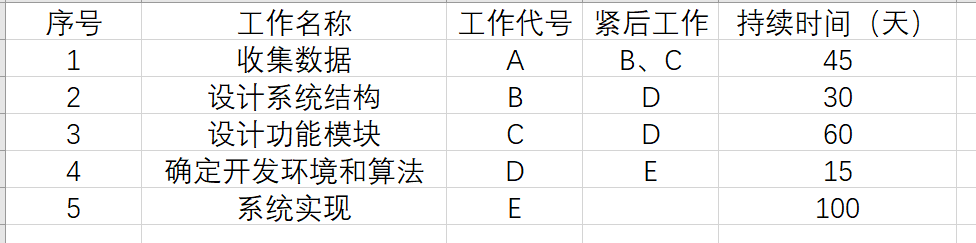 序号 工作名称 工作代号 紧后工作 持续时间（天）
1 收集数据 A B、C 45
2 设计系统结构 B D 30
3 设计功能模块 C D 60
4 确定开发环境和算法 D E 15
5 系统实现 E 100